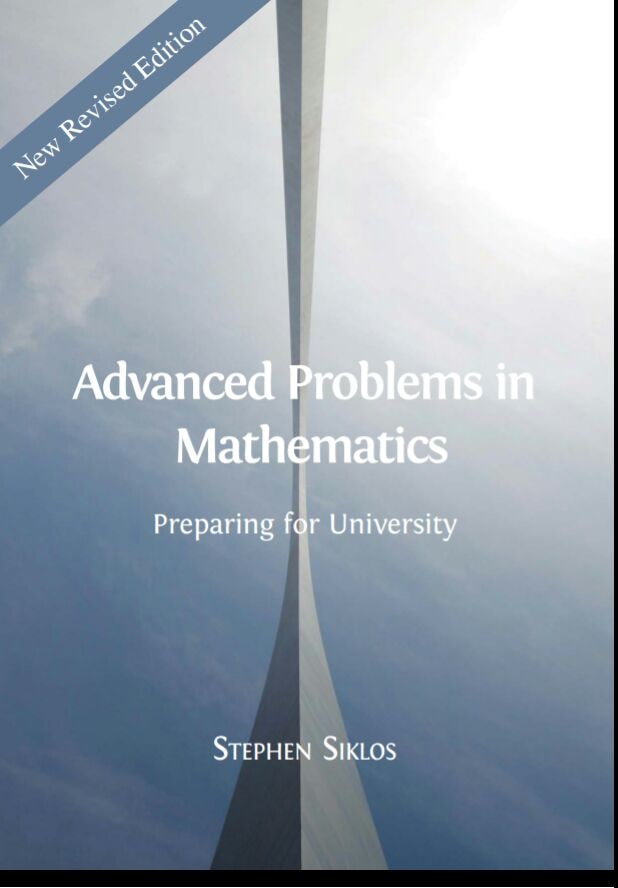 New Revised Edition
Advanced Problems in
Mathematics
Preparing for University
Stephen Siklos